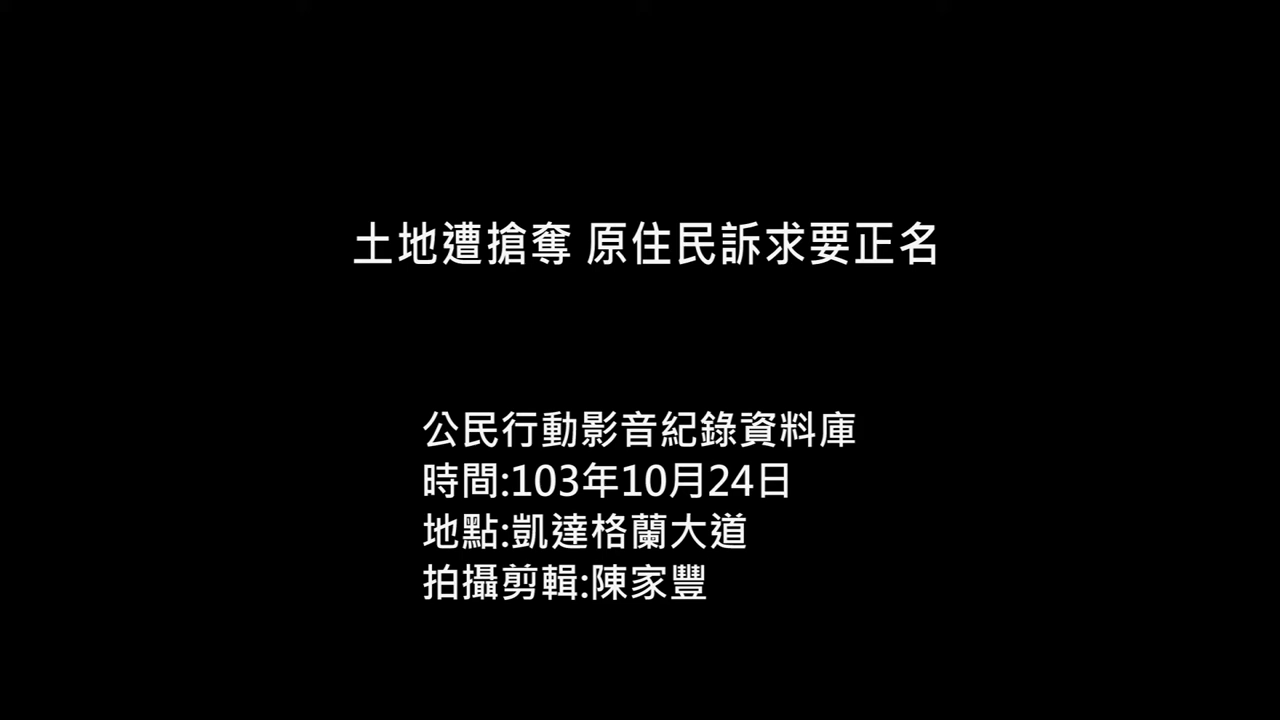 土地遭搶奪 原住民訴求要正名
公民行動影音紀錄資料庫
時間:103年10月24日
地點:凱達格蘭大道
拍攝剪輯:陳家豐